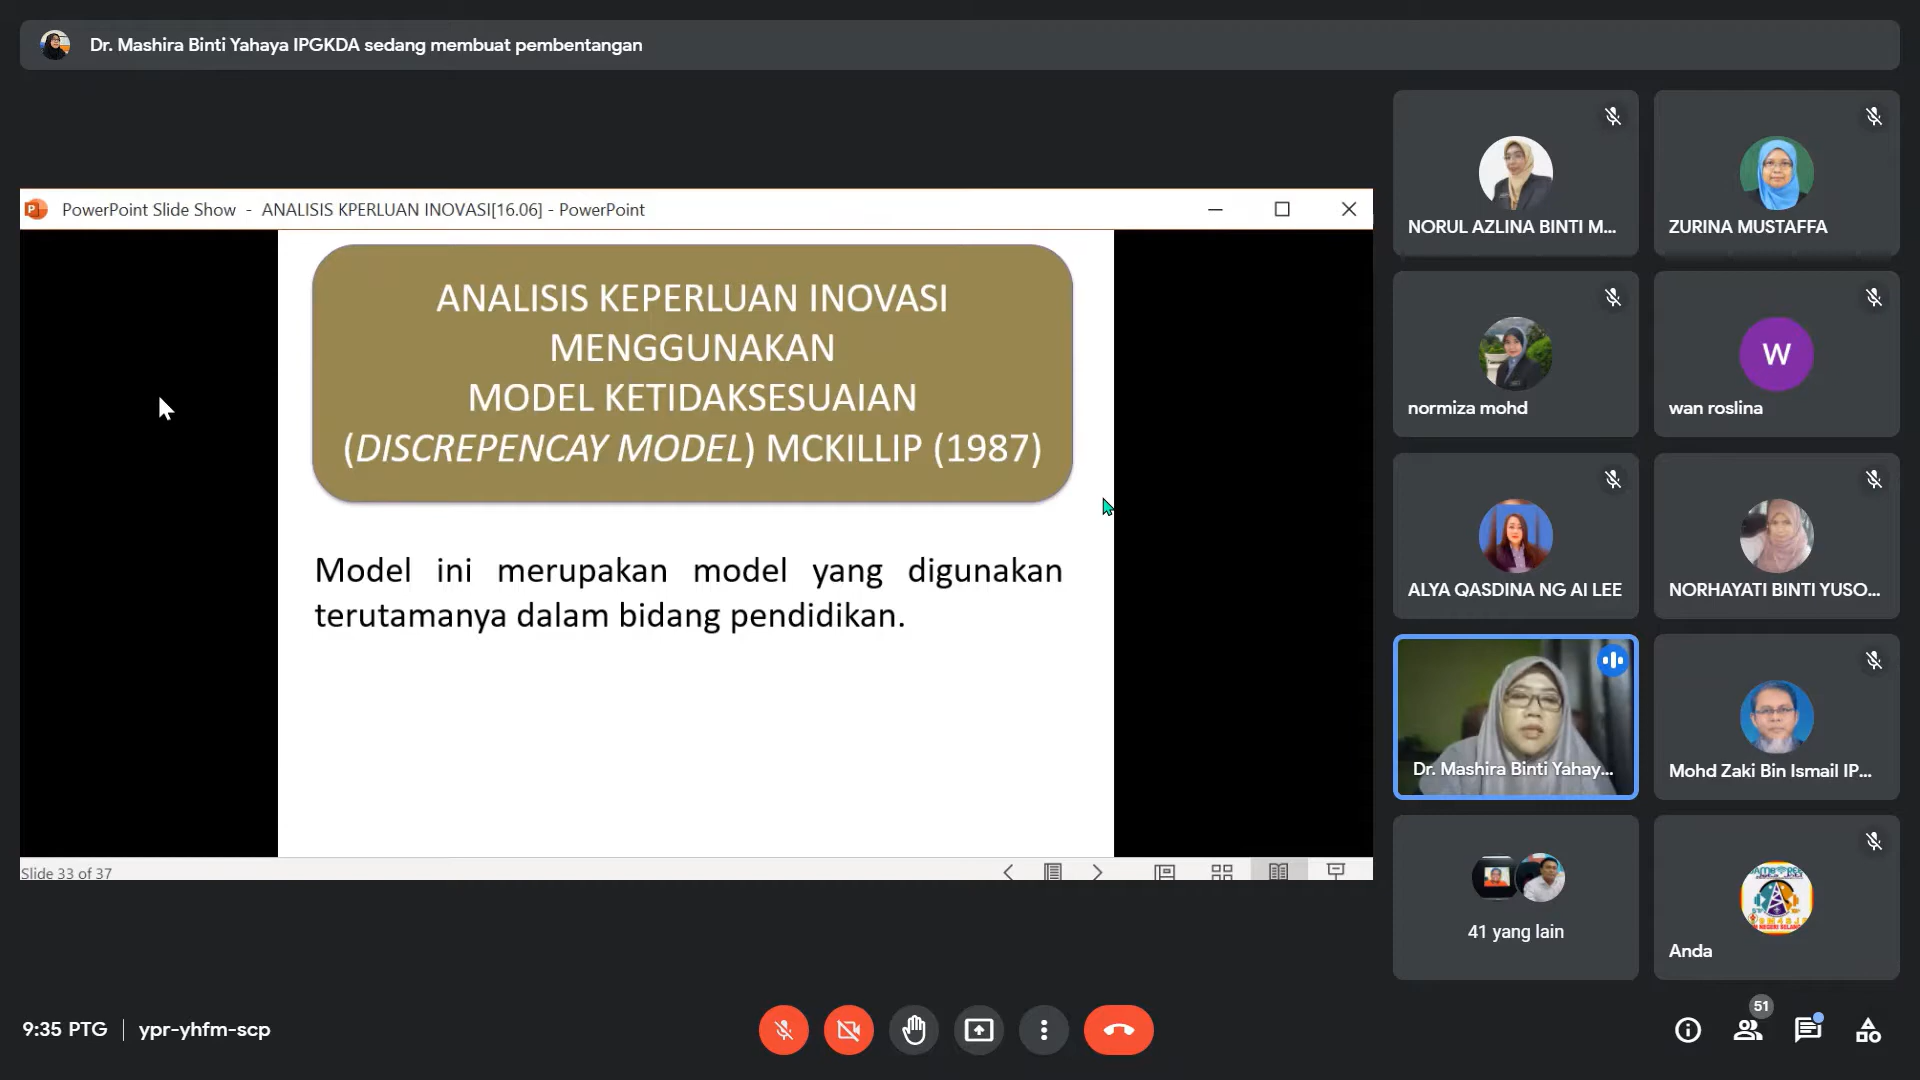 Dr. Mashira Binti Yahaya IPGKDA sedang membuat pembentangan
PowerPoint Slide Show - ANALISIS KPERLUAN INOVASI[16.06] - PowerPoint
ANALISIS KEPERLUAN INOVASI
MENGGUNAKAN
MODEL KETIDAKSESUAIAN
(DISCREPENCAY MODEL) MCKILLIP (1987)
Model ini merupakan model yang digunakan
terutamanya dalam bidang pendidikan.
Slide 33 of 37
NORUL AZLINA BINTI M...
ZURINA MUSTAFFA
normiza mohd
W
wan roslina
ALYA QASDINA NG AI LEE
NORHAYATI BINTI YUSO...
Dr. Mashira Binti Yahay...
Mohd Zaki Bin Ismail IP...
41 yang lain
Anda
9:35 PTG
ypr-yhfm-scp
51